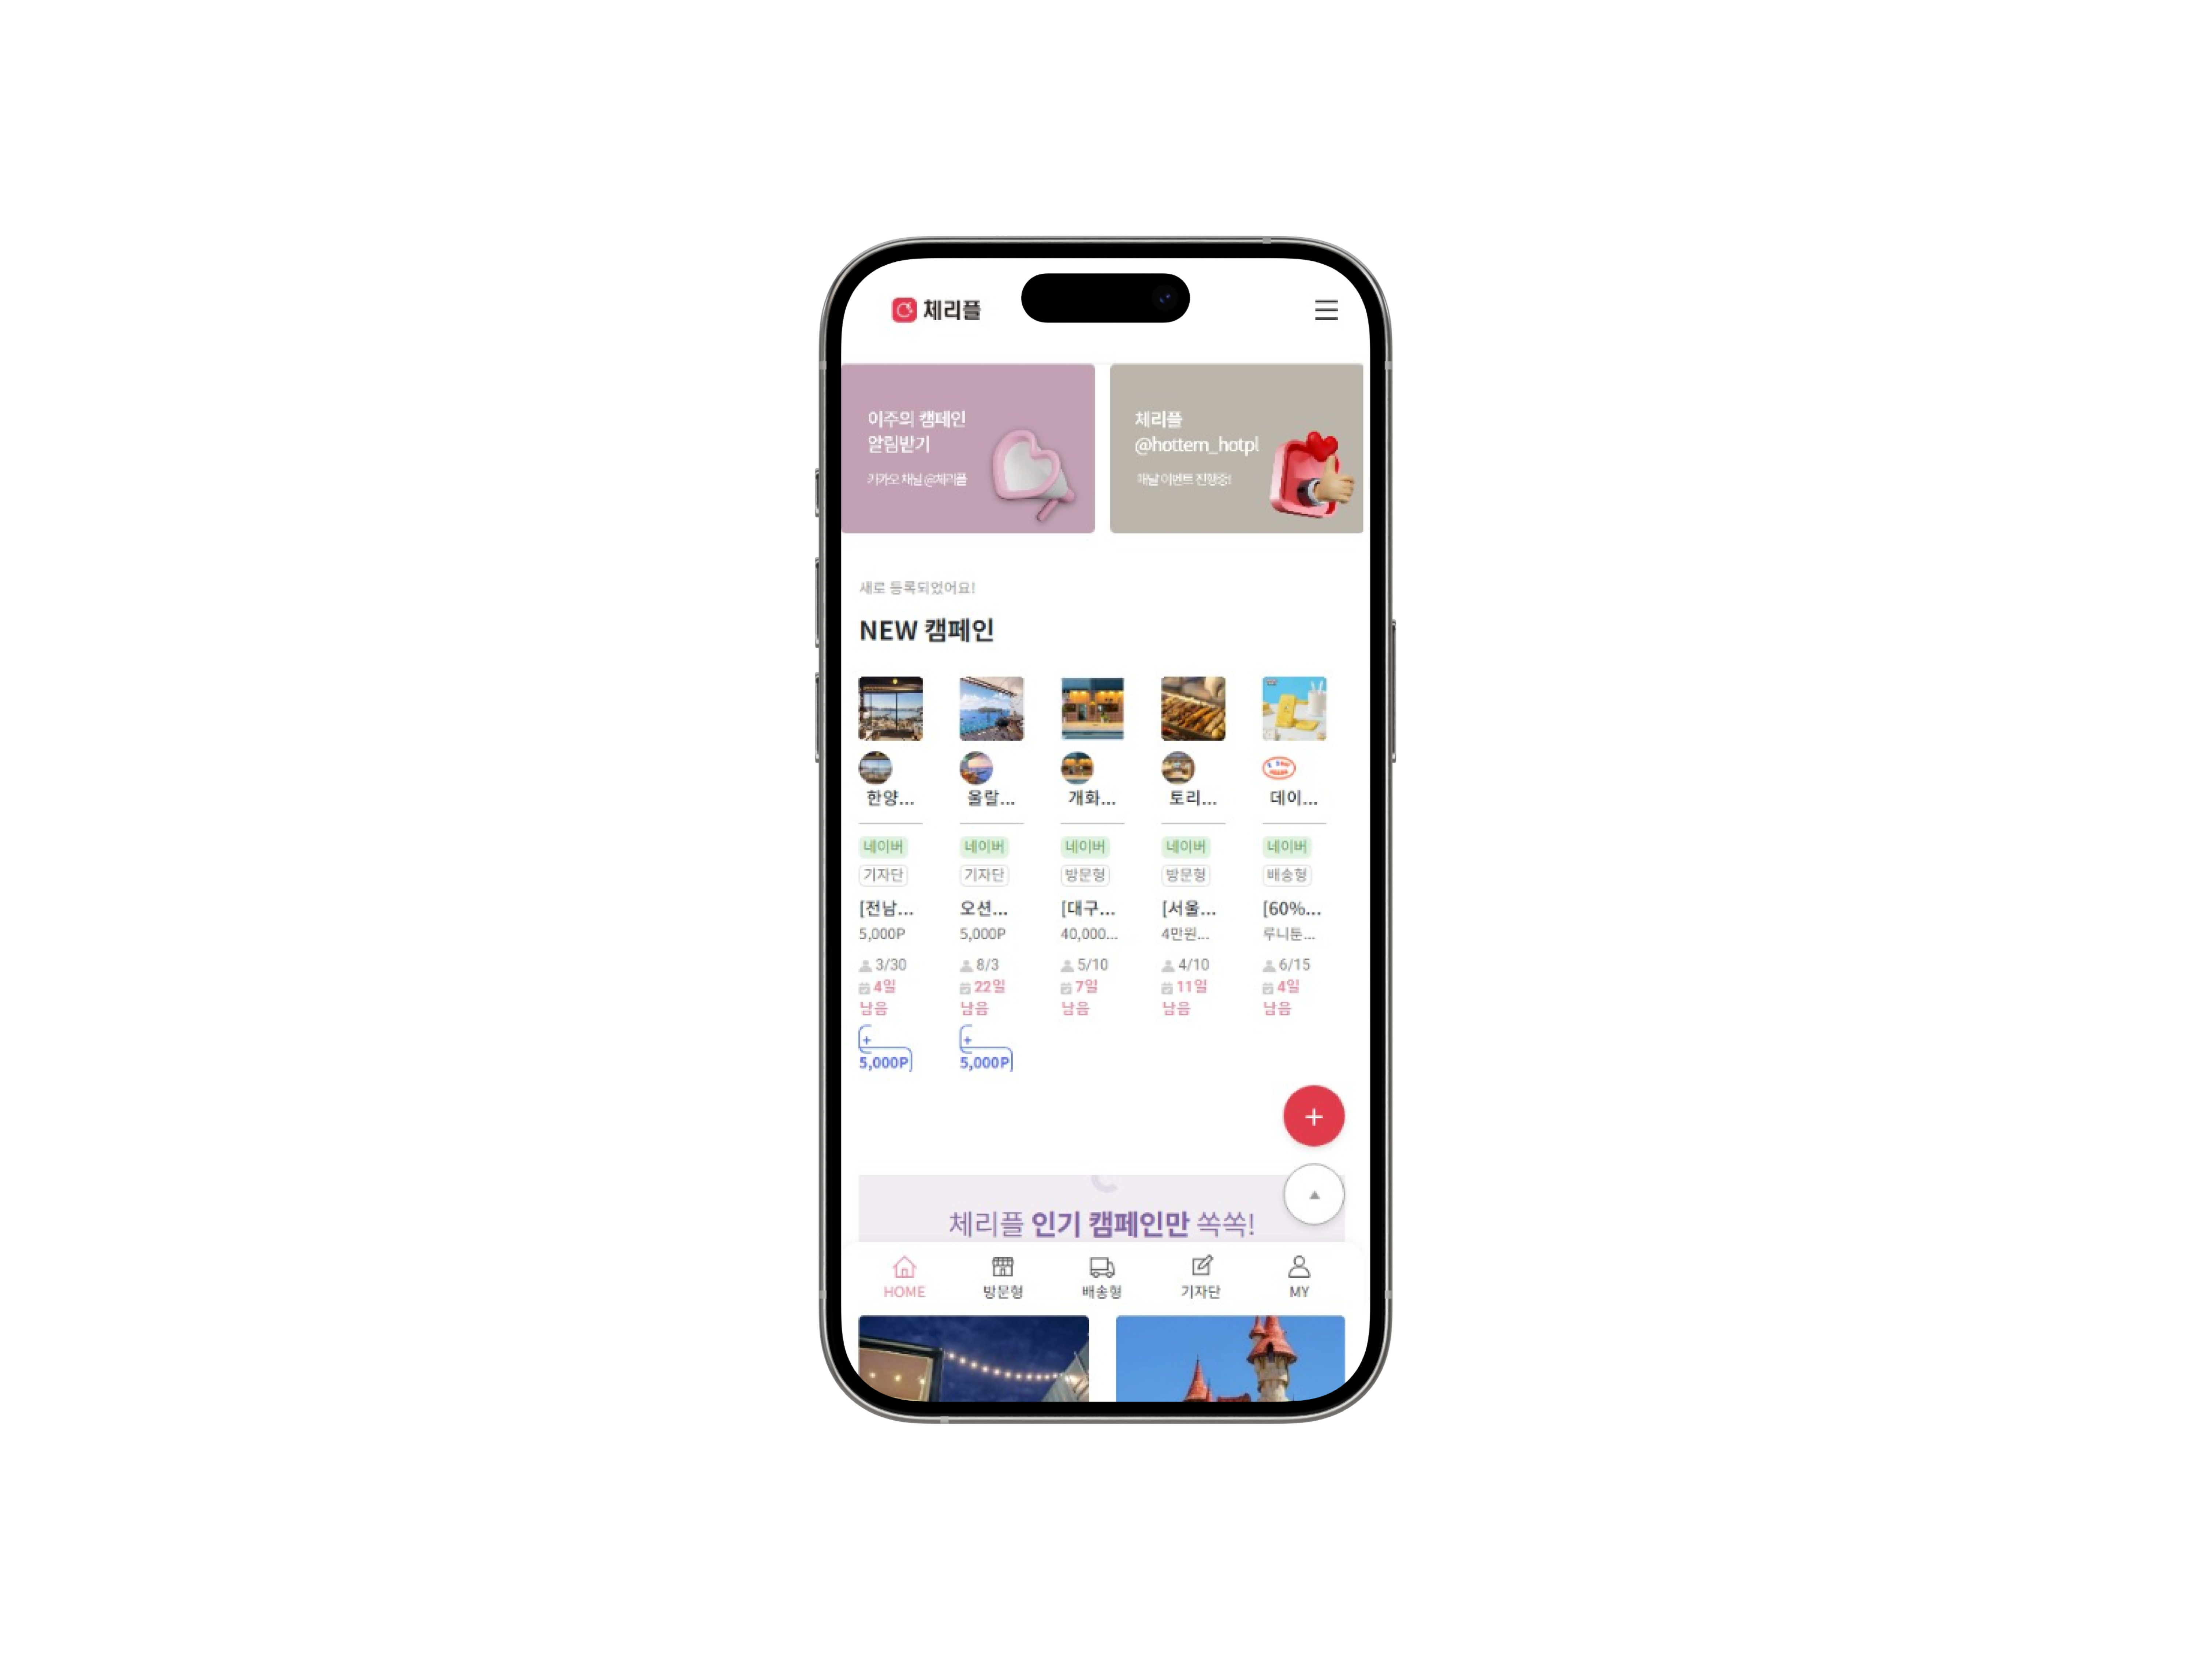 체리플
이주의 캠페인
알림받기
카카오 채널 @체리플
체리플
@hottem_hotpl
매날 이벤트 진행중!
새로 등록되었어요!
NEW 캠페인
한양... 울랄... 개화... 토리... 데이...
네이버 네이버 네이버 네이버 네이버
기자단 기자단 방문형 방문형 배송형
[전남... 오션... [대구... [서울... [60%...
5,000P 5,000P 40,000... 4만원... 루니툰...
3/30 8/3 5/10 4/10 6/15
4일 22일 7일 11일 4일
남음 남음 남음 남음 남음
+ +
5,000P 5,000P
+
체리플 인기 캠페인만 쏙쏙!
HOME 방문형 배송형 기자단 MY